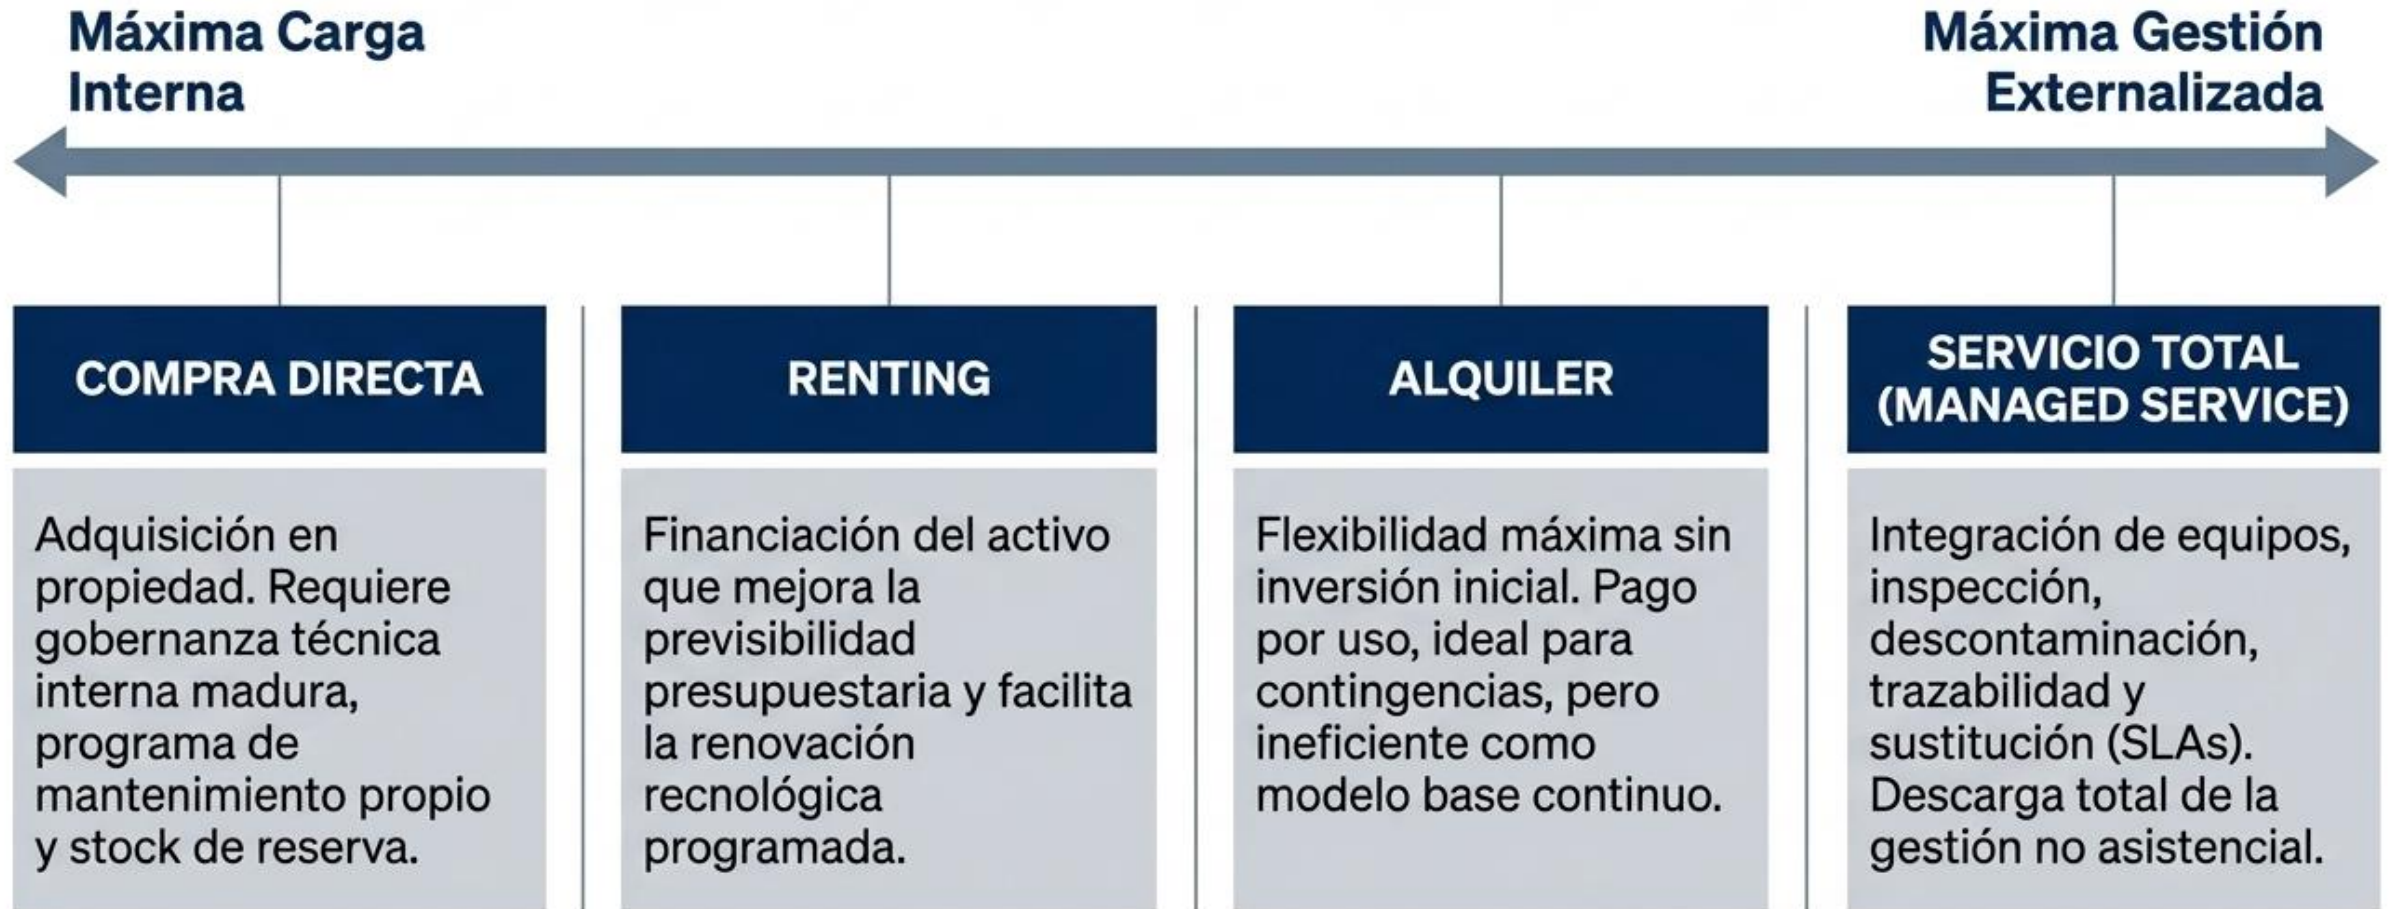 Máxima Carga
Interna
Máxima Gestión
Externalizada
COMPRA DIRECTA
Adquisición en
propiedad. Requiere
gobernanza técnica
interna madura,
programa de
mantenimiento propio
y stock de reserva.
RENTING
Financiación del activo
que mejora la
previsibilidad
presupuestaria y facilita
la renovación
recnológica
programada.
ALQUILER
Flexibilidad máxima sin
inversión inicial. Pago
por uso, ideal para
contingencias, pero
ineficiente como
modelo base continuo.
SERVICIO TOTAL
(MANAGED SERVICE)
Integración de equipos,
inspección,
descontaminación,
trazabilidad y
sustitución (SLAs).
Descarga total de la
gestión no asistencial.